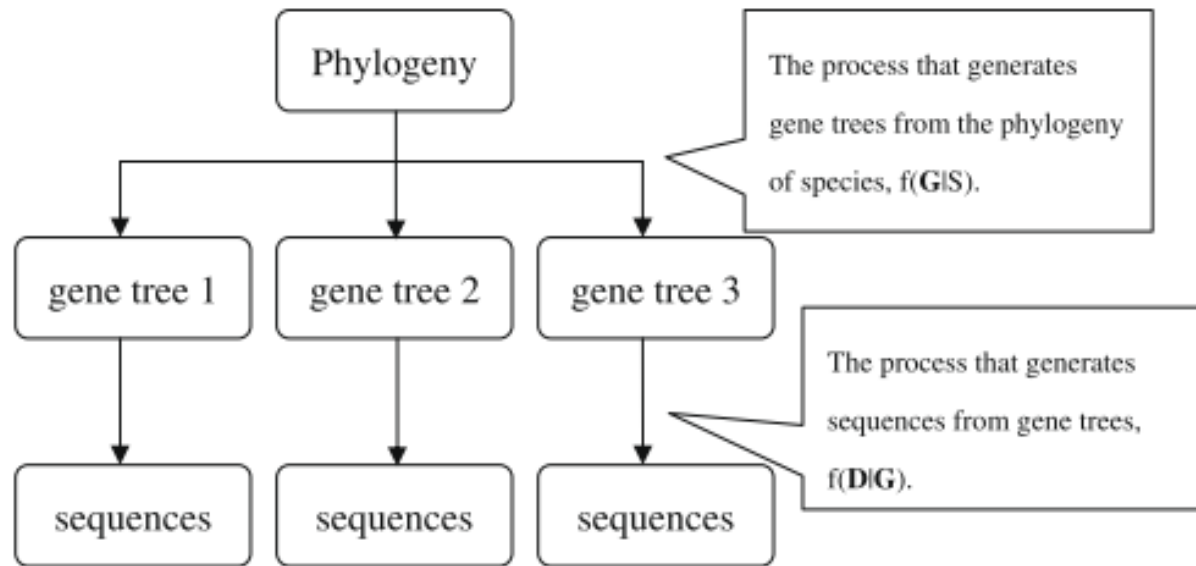 Phylogeny
The process that generates
gene trees from the phylogeny
of species, f(G|S).
gene tree 1
gene tree 2
gene tree 3
The process that generates
sequences from gene trees,
f(D|G).
sequences
sequences
sequences